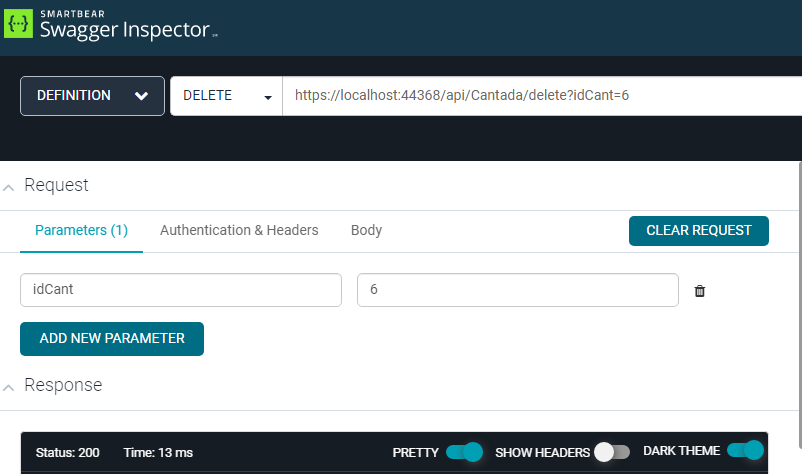 SMARTBEAR
Swagger Inspector
DEFINITION DELETE https://localhost:44368/api/Cantada/delete?idCant=6
Request
Parameters (1) Authentication & Headers Body CLEAR REQUEST
idCant 6
ADD NEW PARAMETER
Response
Status: 200 Time: 13 ms PRETTY SHOW HEADERS DARK THEME